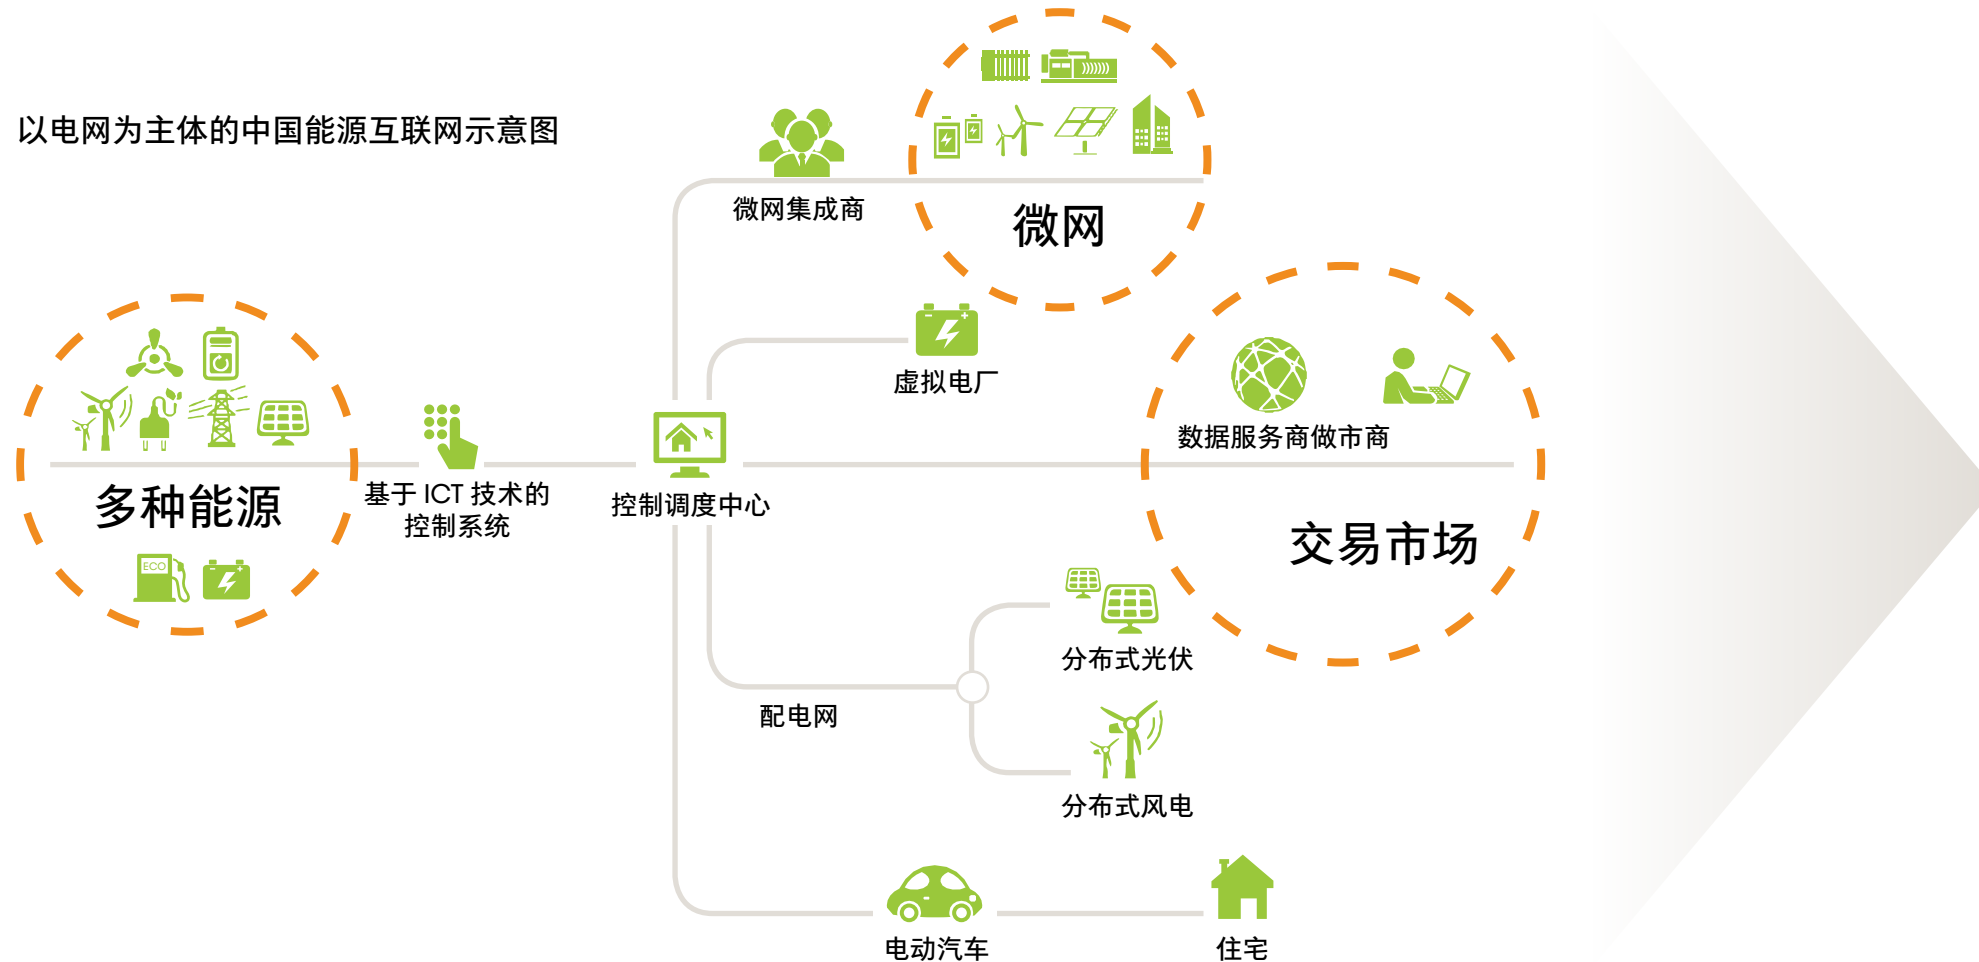 以电网为主体的中国能源互联网示意图
微网集成商
微网
虚拟电厂
数据服务商做市商
交易市场
多种能源
ECO
基于 ICT 技术的
控制系统
控制调度中心
分布式光伏
配电网
分布式风电
电动汽车
住宅